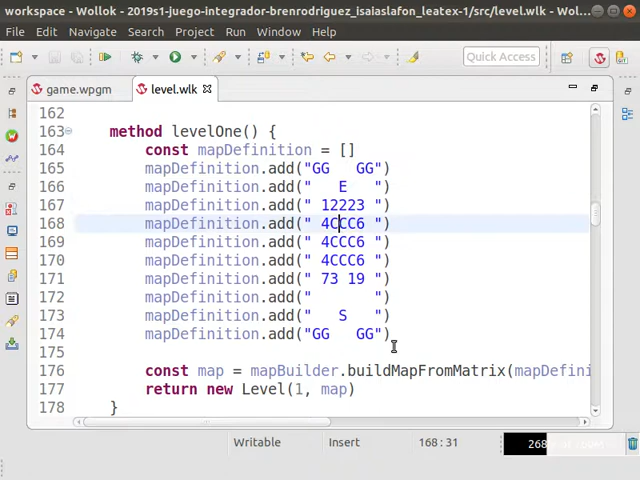 workspace - Wollok - 2019s1-juego-integrador-brenrodriguez_isaiaslafon_leatex-1/src/level.wlk - Wol...
File Edit Navigate Search Project Run Window Help
Quick Access
game.wpgm level.wlk
162
163 method levelOne() {
164 const mapDefinition = []
165 mapDefinition.add("GG   GG")
166 mapDefinition.add("   E   ")
167 mapDefinition.add(" 12223 ")
168 mapDefinition.add(" 4CCC6 ")
169 mapDefinition.add(" 4CCC6 ")
170 mapDefinition.add(" 4CCC6 ")
171 mapDefinition.add(" 73 19 ")
172 mapDefinition.add("       ")
173 mapDefinition.add("   S   ")
174 mapDefinition.add("GG   GG")
175
176 const map = mapBuilder.buildMapFromMatrix(mapDefini
177 return new Level(1, map)
178 }
Writable Insert 168 : 31